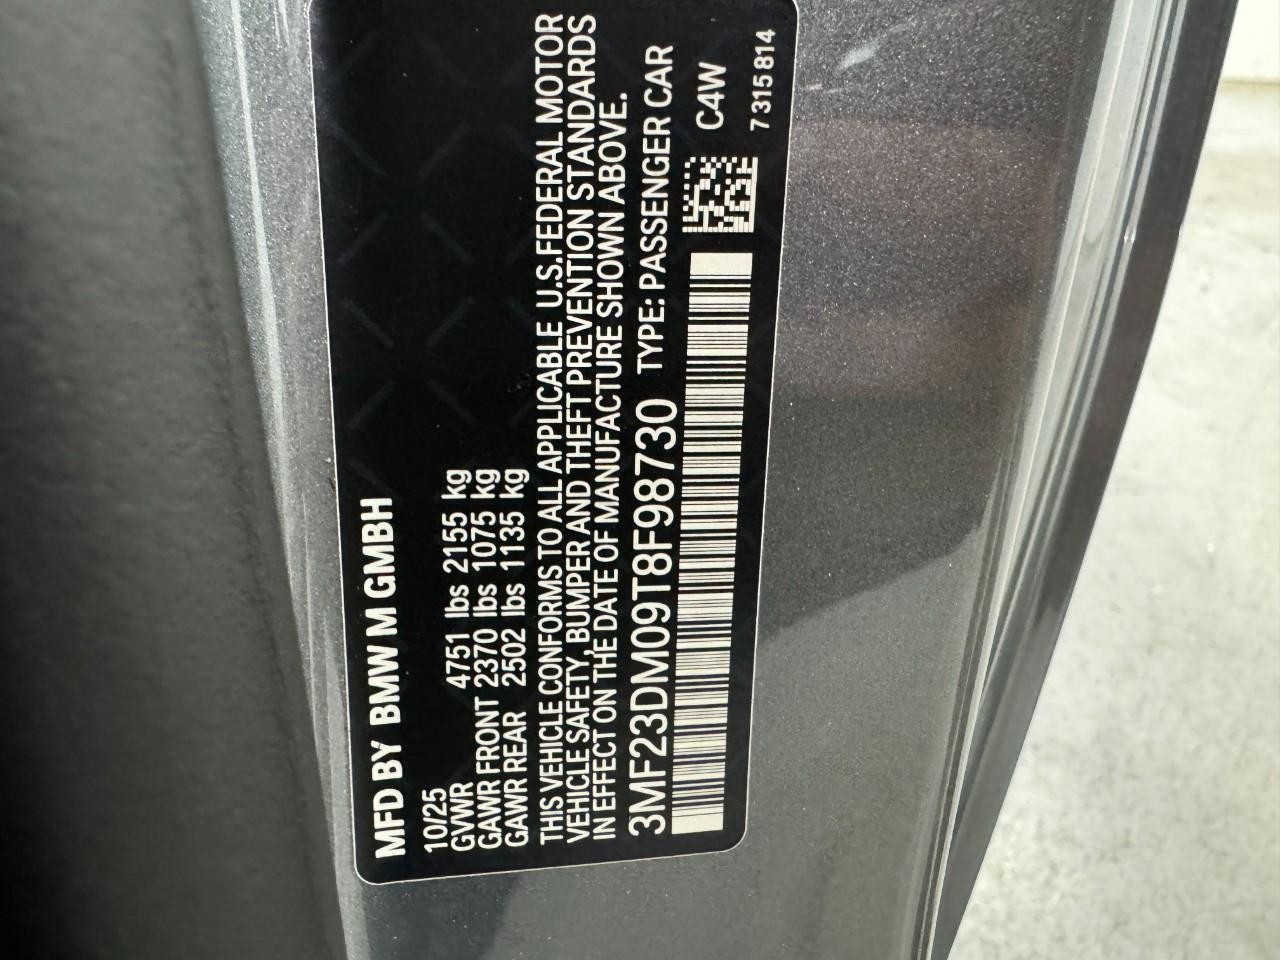 MFD BY BMW M GMBH
10/25
GVWR 4751 lbs 2155 kg
GAWR FRONT 2370 lbs 1075 kg
GAWR REAR 2502 lbs 1135 kg
THIS VEHICLE CONFORMS TO ALL APPLICABLE U.S.FEDERAL MOTOR
VEHICLE SAFETY, BUMPER AND THEFT PREVENTION STANDARDS
IN EFFECT ON THE DATE OF MANUFACTURE SHOWN ABOVE.
3MF23DM09T8F98730 TYPE: PASSENGER CAR
C4W
7 315 814